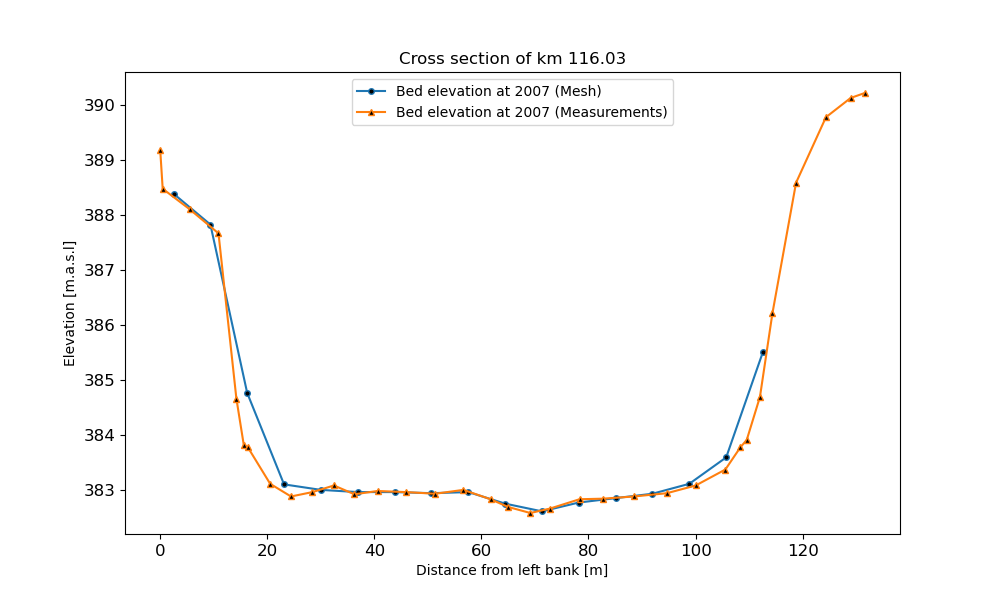 Cross section of km 116.03
Bed elevation at 2007 (Mesh)
Bed elevation at 2007 (Measurements)
390
389
388
387
386
385
384
383
Elevation [m.a.s.l]
0 20 40 60 80 100 120
Distance from left bank [m]